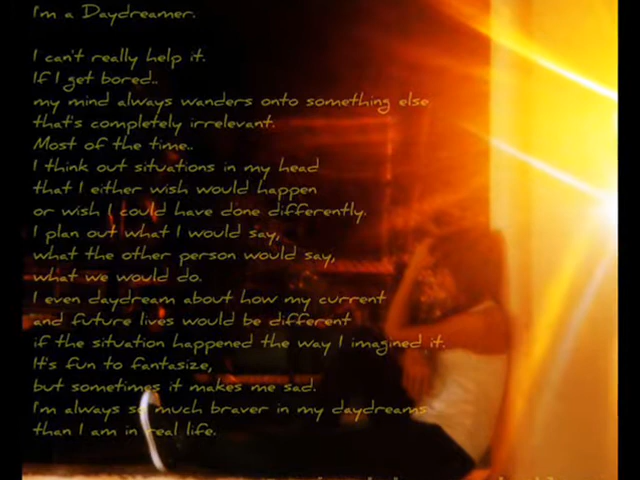 I'm a Daydreamer.
I can't really help it.
If I get bored..
my mind always wanders onto something else
that's completely irrelevant.
Most of the time..
I think out situations in my head
that I either wish would happen
or wish I could have done differently.
I plan out what I would say,
what the other person would say,
what we would do.
I even daydream about how my current
and future lives would be different
if the situation happened the way I imagined it.
It's fun to fantasize,
but sometimes it makes me sad.
I'm always so much braver in my daydreams
than I am in real life.